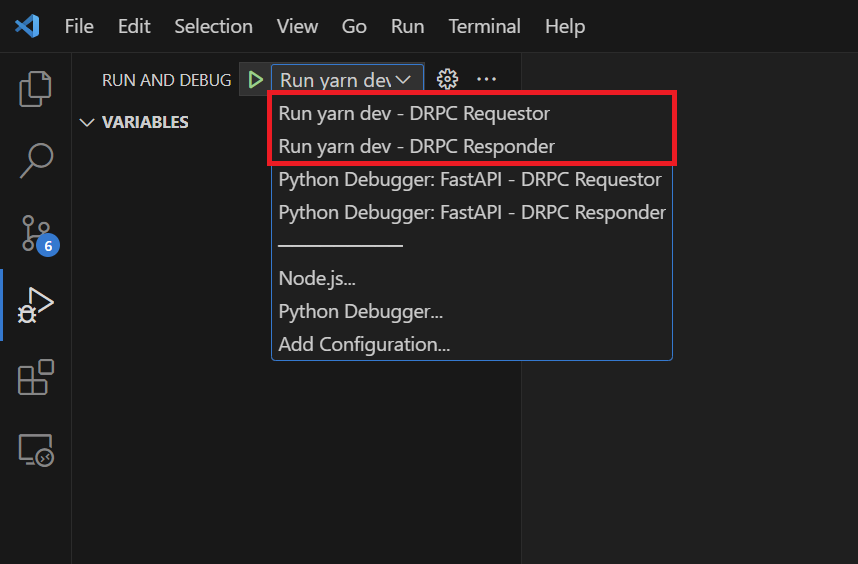 File Edit Selection View Go Run Terminal Help
RUN AND DEBUG Run yarn dev
VARIABLES
Run yarn dev - DRPC Requestor
Run yarn dev - DRPC Responder
Python Debugger: FastAPI - DRPC Requestor
Python Debugger: FastAPI - DRPC Responder
6
Node.js...
Python Debugger...
Add Configuration...